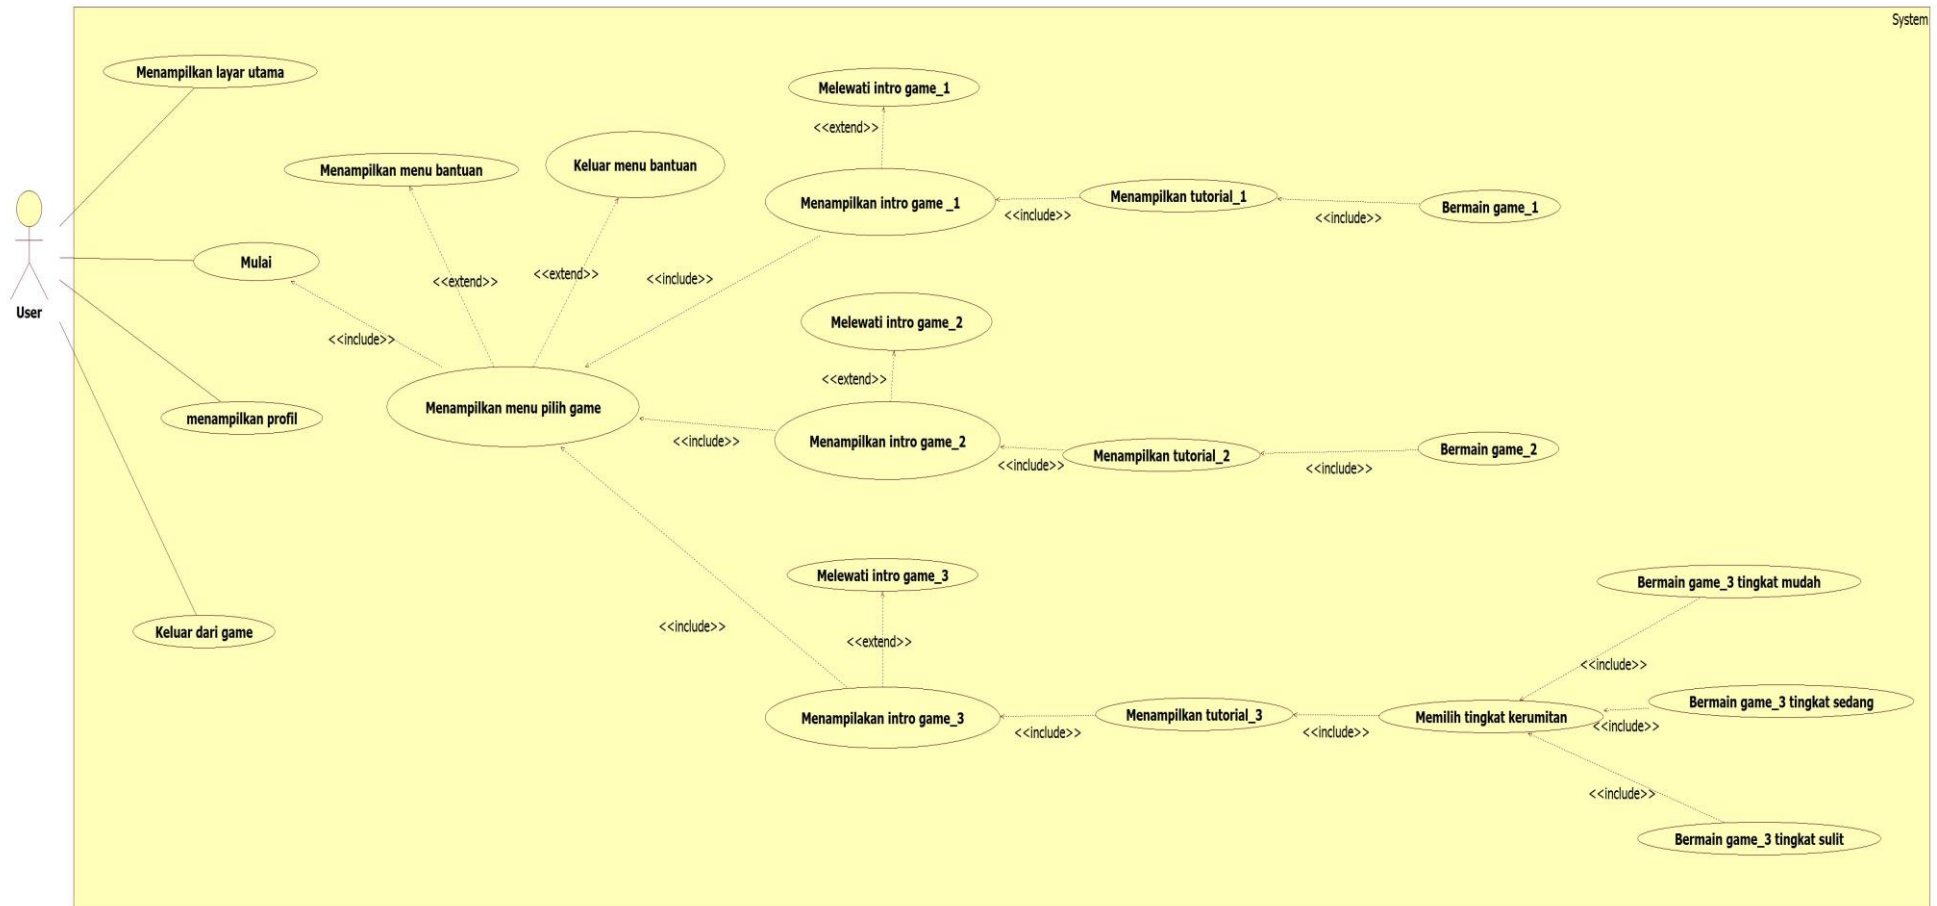 System
Menampilkan layar utama
Melewati intro game_1
<<extend>>
Menampilkan menu bantuan
Keluar menu bantuan
Menampilkan intro game _1
<<include>>
Menampilkan tutorial_1
<<include>>
Bermain game_1
User
Mulai
<<extend>>
<<extend>>
<<include>>
<<include>>
Melewati intro game_2
<<extend>>
Menampilkan menu pilih game
menampilkan profil
<<include>>
Menampilkan intro game_2
<<include>>
Menampilkan tutorial_2
<<include>>
Bermain game_2
Melewati intro game_3
<<extend>>
Keluar dari game
<<include>>
Menampilakan intro game_3
<<include>>
Menampilkan tutorial_3
<<include>>
Memilih tingkat kerumitan
Bermain game_3 tingkat mudah
<<include>>
Bermain game_3 tingkat sedang
<<include>>
<<include>>
Bermain game_3 tingkat sulit